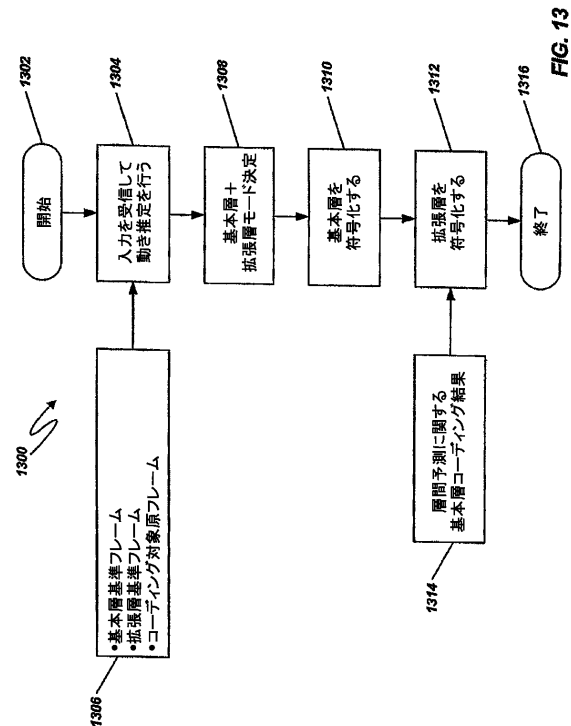 1300
1302
開始
1304
入力を受信して
動き推定を行う
1306
•基本層基準フレーム
•拡張層基準フレーム
•コーディング対象原フレーム
1308
基本層+
拡張層モード決定
1310
基本層を
符号化する
1312
拡張層を
符号化する
1314
層間予測に関する
基本層コーディング結果
1316
終了
FIG. 13